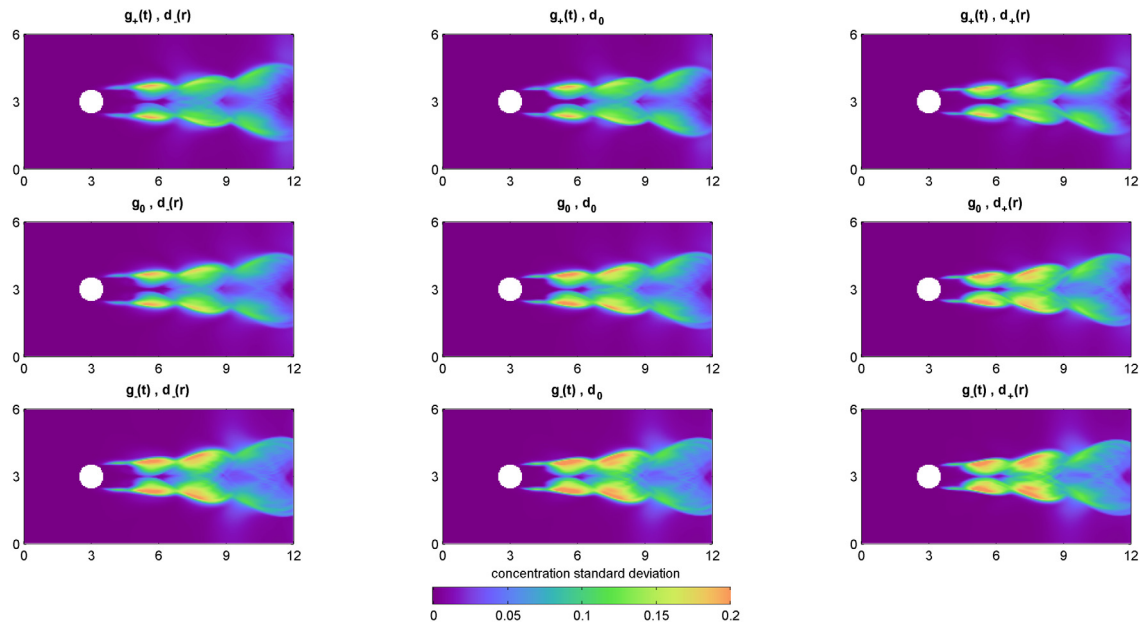 g₊(t) , d₋(r)
g₊(t) , d₀
g₊(t) , d₊(r)
6
3
0
0 3 6 9 12
6
3
0
0 3 6 9 12
6
3
0
0 3 6 9 12
g₀ , d₋(r)
g₀ , d₀
g₀ , d₊(r)
6
3
0
0 3 6 9 12
6
3
0
0 3 6 9 12
6
3
0
0 3 6 9 12
g₋(t) , d₋(r)
g₋(t) , d₀
g₋(t) , d₊(r)
6
3
0
0 3 6 9 12
6
3
0
0 3 6 9 12
6
3
0
0 3 6 9 12
concentration standard deviation
0 0.05 0.1 0.15 0.2